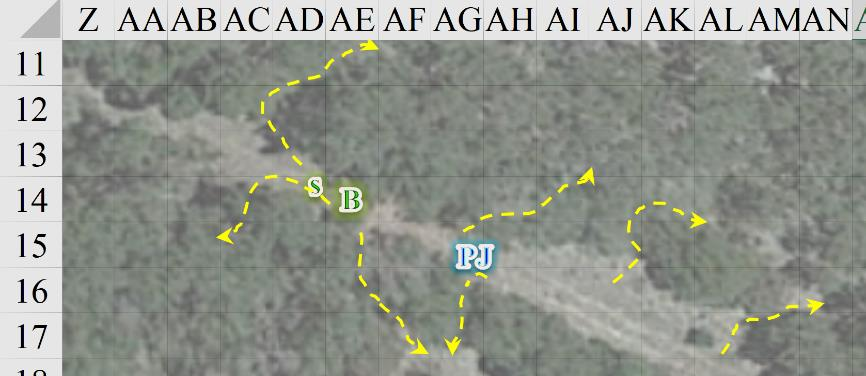 Z AA AB AC AD AE AF AG AH AI AJ AK AL AM AN
11
12
13
S
14 B
15 PJ
16
17